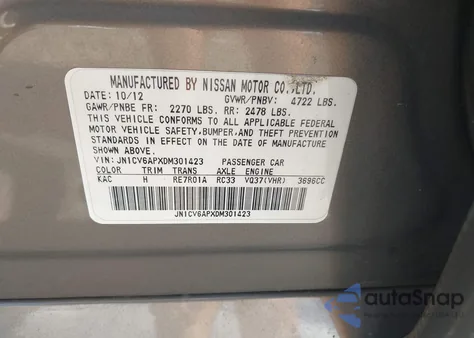 MANUFACTURED BY NISSAN MOTOR CO.,LTD.
10/12 GVWR/PNBV: 4722 LBS.
GAWR/PNBE FR: 2270 LBS. RR: 2478 LBS.
THIS VEHICLE CONFORMS TO ALL APPLICABLE FEDERAL
MOTOR VEHICLE SAFETY,BUMPER,AND THEFT PREVENTION
STANDARDS IN EFFECT ON THE DATE OF MANUFACTURE
SHOWN ABOVE.
VIN: JN1CV6APXDM301423 PASSENGER CAR
COLOR TRIM TRANS AXLE ENGINE
KAC H RE7R01A RC33 VQ37(VHR) 3696CC
JN1CV6APXDM301423
autoSnap